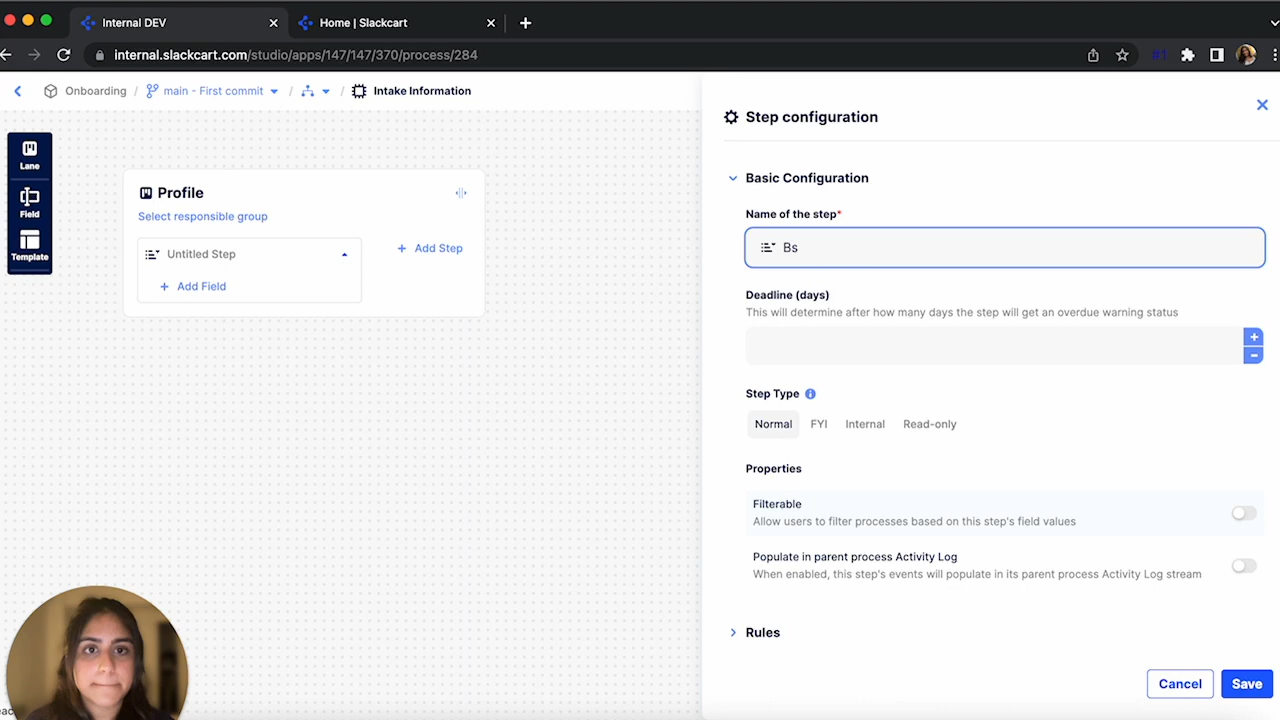 Internal DEV
Home | Slackcart
internal.slackcart.com/studio/apps/147/147/370/process/284
#1
Onboarding / main - First commit / / Intake Information
Lane
Field
Template
Profile
Select responsible group
Untitled Step
Add Step
Add Field
Step configuration
Basic Configuration
Name of the step*
Bs
Deadline (days)
This will determine after how many days the step will get an overdue warning status
Step Type
Normal FYI Internal Read-only
Properties
Filterable
Allow users to filter processes based on this step's field values
Populate in parent process Activity Log
When enabled, this step's events will populate in its parent process Activity Log stream
Rules
Cancel Save